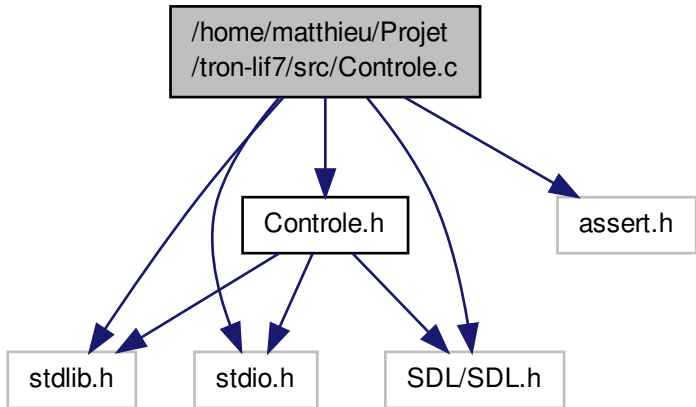 /home/matthieu/Projet
/tron-lif7/src/Controle.c
Controle.h
assert.h
stdlib.h
stdio.h
SDL/SDL.h